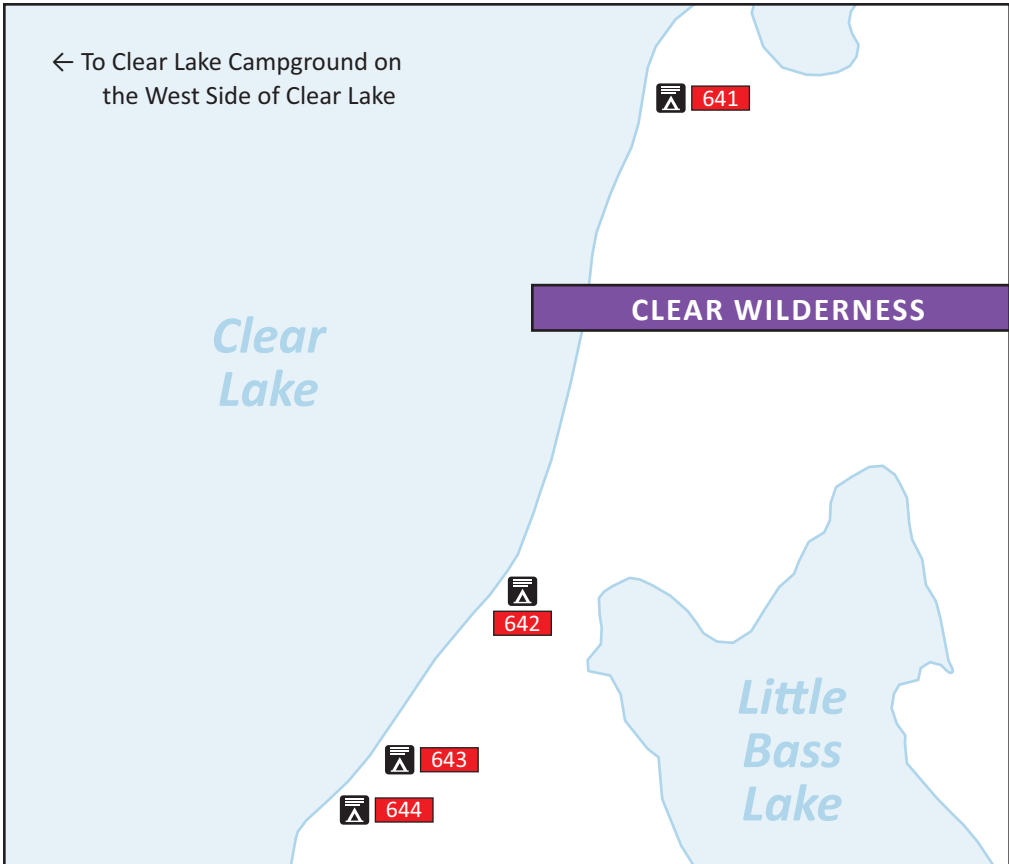 ← To Clear Lake Campground on
the West Side of Clear Lake
641
CLEAR WILDERNESS
Clear
Lake
642
Little
Bass
Lake
643
644